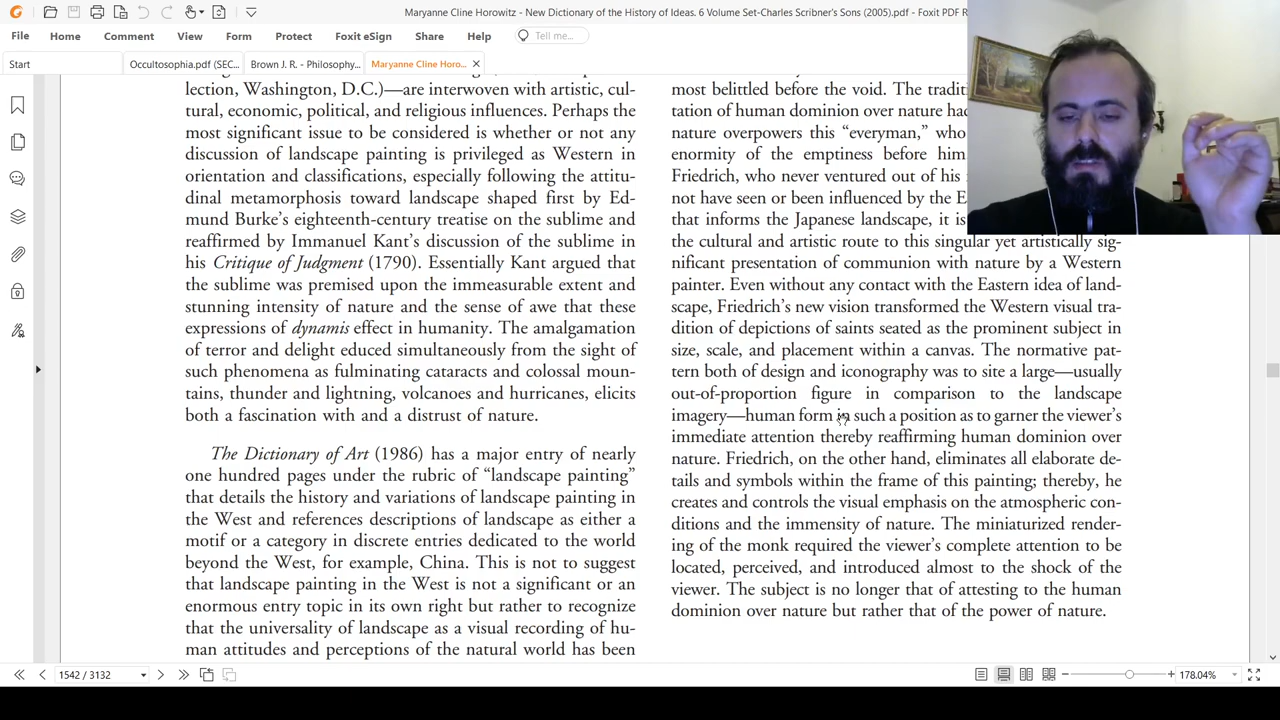 Maryanne Cline Horowitz - New Dictionary of the History of Ideas. 6 Volume Set-Charles Scribner's Sons (2005).pdf - Foxit PDF R
File Home Comment View Form Protect Foxit eSign Share Help Tell me...
Start Occultosophia.pdf (SEC... Brown J. R. - Philosophy... Maryanne Cline Horo...
lection, Washington, D.C.)—are interwoven with artistic, cul-
tural, economic, political, and religious influences. Perhaps the
most significant issue to be considered is whether or not any
discussion of landscape painting is privileged as Western in
orientation and classifications, especially following the attitu-
dinal metamorphosis toward landscape shaped first by Ed-
mund Burke's eighteenth-century treatise on the sublime and
reaffirmed by Immanuel Kant's discussion of the sublime in
his Critique of Judgment (1790). Essentially Kant argued that
the sublime was premised upon the immeasurable extent and
stunning intensity of nature and the sense of awe that these
expressions of dynamis effect in humanity. The amalgamation
of terror and delight educed simultaneously from the sight of
such phenomena as fulminating cataracts and colossal moun-
tains, thunder and lightning, volcanoes and hurricanes, elicits
both a fascination with and a distrust of nature.
The Dictionary of Art (1986) has a major entry of nearly
one hundred pages under the rubric of “landscape painting”
that details the history and variations of landscape painting in
the West and references descriptions of landscape as either a
motif or a category in discrete entries dedicated to the world
beyond the West, for example, China. This is not to suggest
that landscape painting in the West is not a significant or an
enormous entry topic in its own right but rather to recognize
that the universality of landscape as a visual recording of hu-
man attitudes and perceptions of the natural world has been
most belittled before the void. The traditi
tation of human dominion over nature had
nature overpowers this “everyman,” who
enormity of the emptiness before him.
Friedrich, who never ventured out of his
not have seen or been influenced by the E
that informs the Japanese landscape, it is
the cultural and artistic route to this singular yet artistically sig-
nificant presentation of communion with nature by a Western
painter. Even without any contact with the Eastern idea of land-
scape, Friedrich's new vision transformed the Western visual tra-
dition of depictions of saints seated as the prominent subject in
size, scale, and placement within a canvas. The normative pat-
tern both of design and iconography was to site a large—usually
out-of-proportion figure in comparison to the landscape
imagery—human form in such a position as to garner the viewer's
immediate attention thereby reaffirming human dominion over
nature. Friedrich, on the other hand, eliminates all elaborate de-
tails and symbols within the frame of this painting; thereby, he
creates and controls the visual emphasis on the atmospheric con-
ditions and the immensity of nature. The miniaturized render-
ing of the monk required the viewer's complete attention to be
located, perceived, and introduced almost to the shock of the
viewer. The subject is no longer that of attesting to the human
dominion over nature but rather that of the power of nature.
1542 / 3132 178.04%